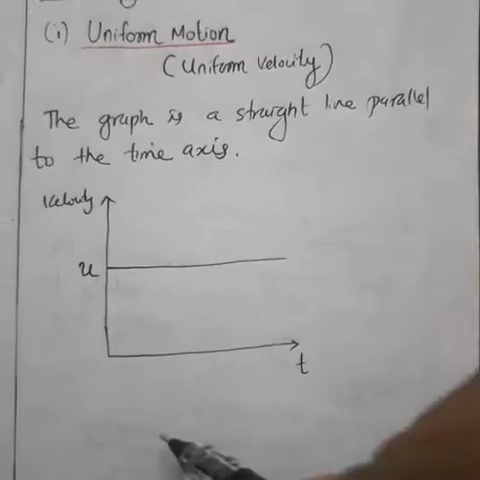 (i) Uniform Motion
(Uniform Velocity)
The graph is a straight line parallel
to the time axis.
Velocity
u
t